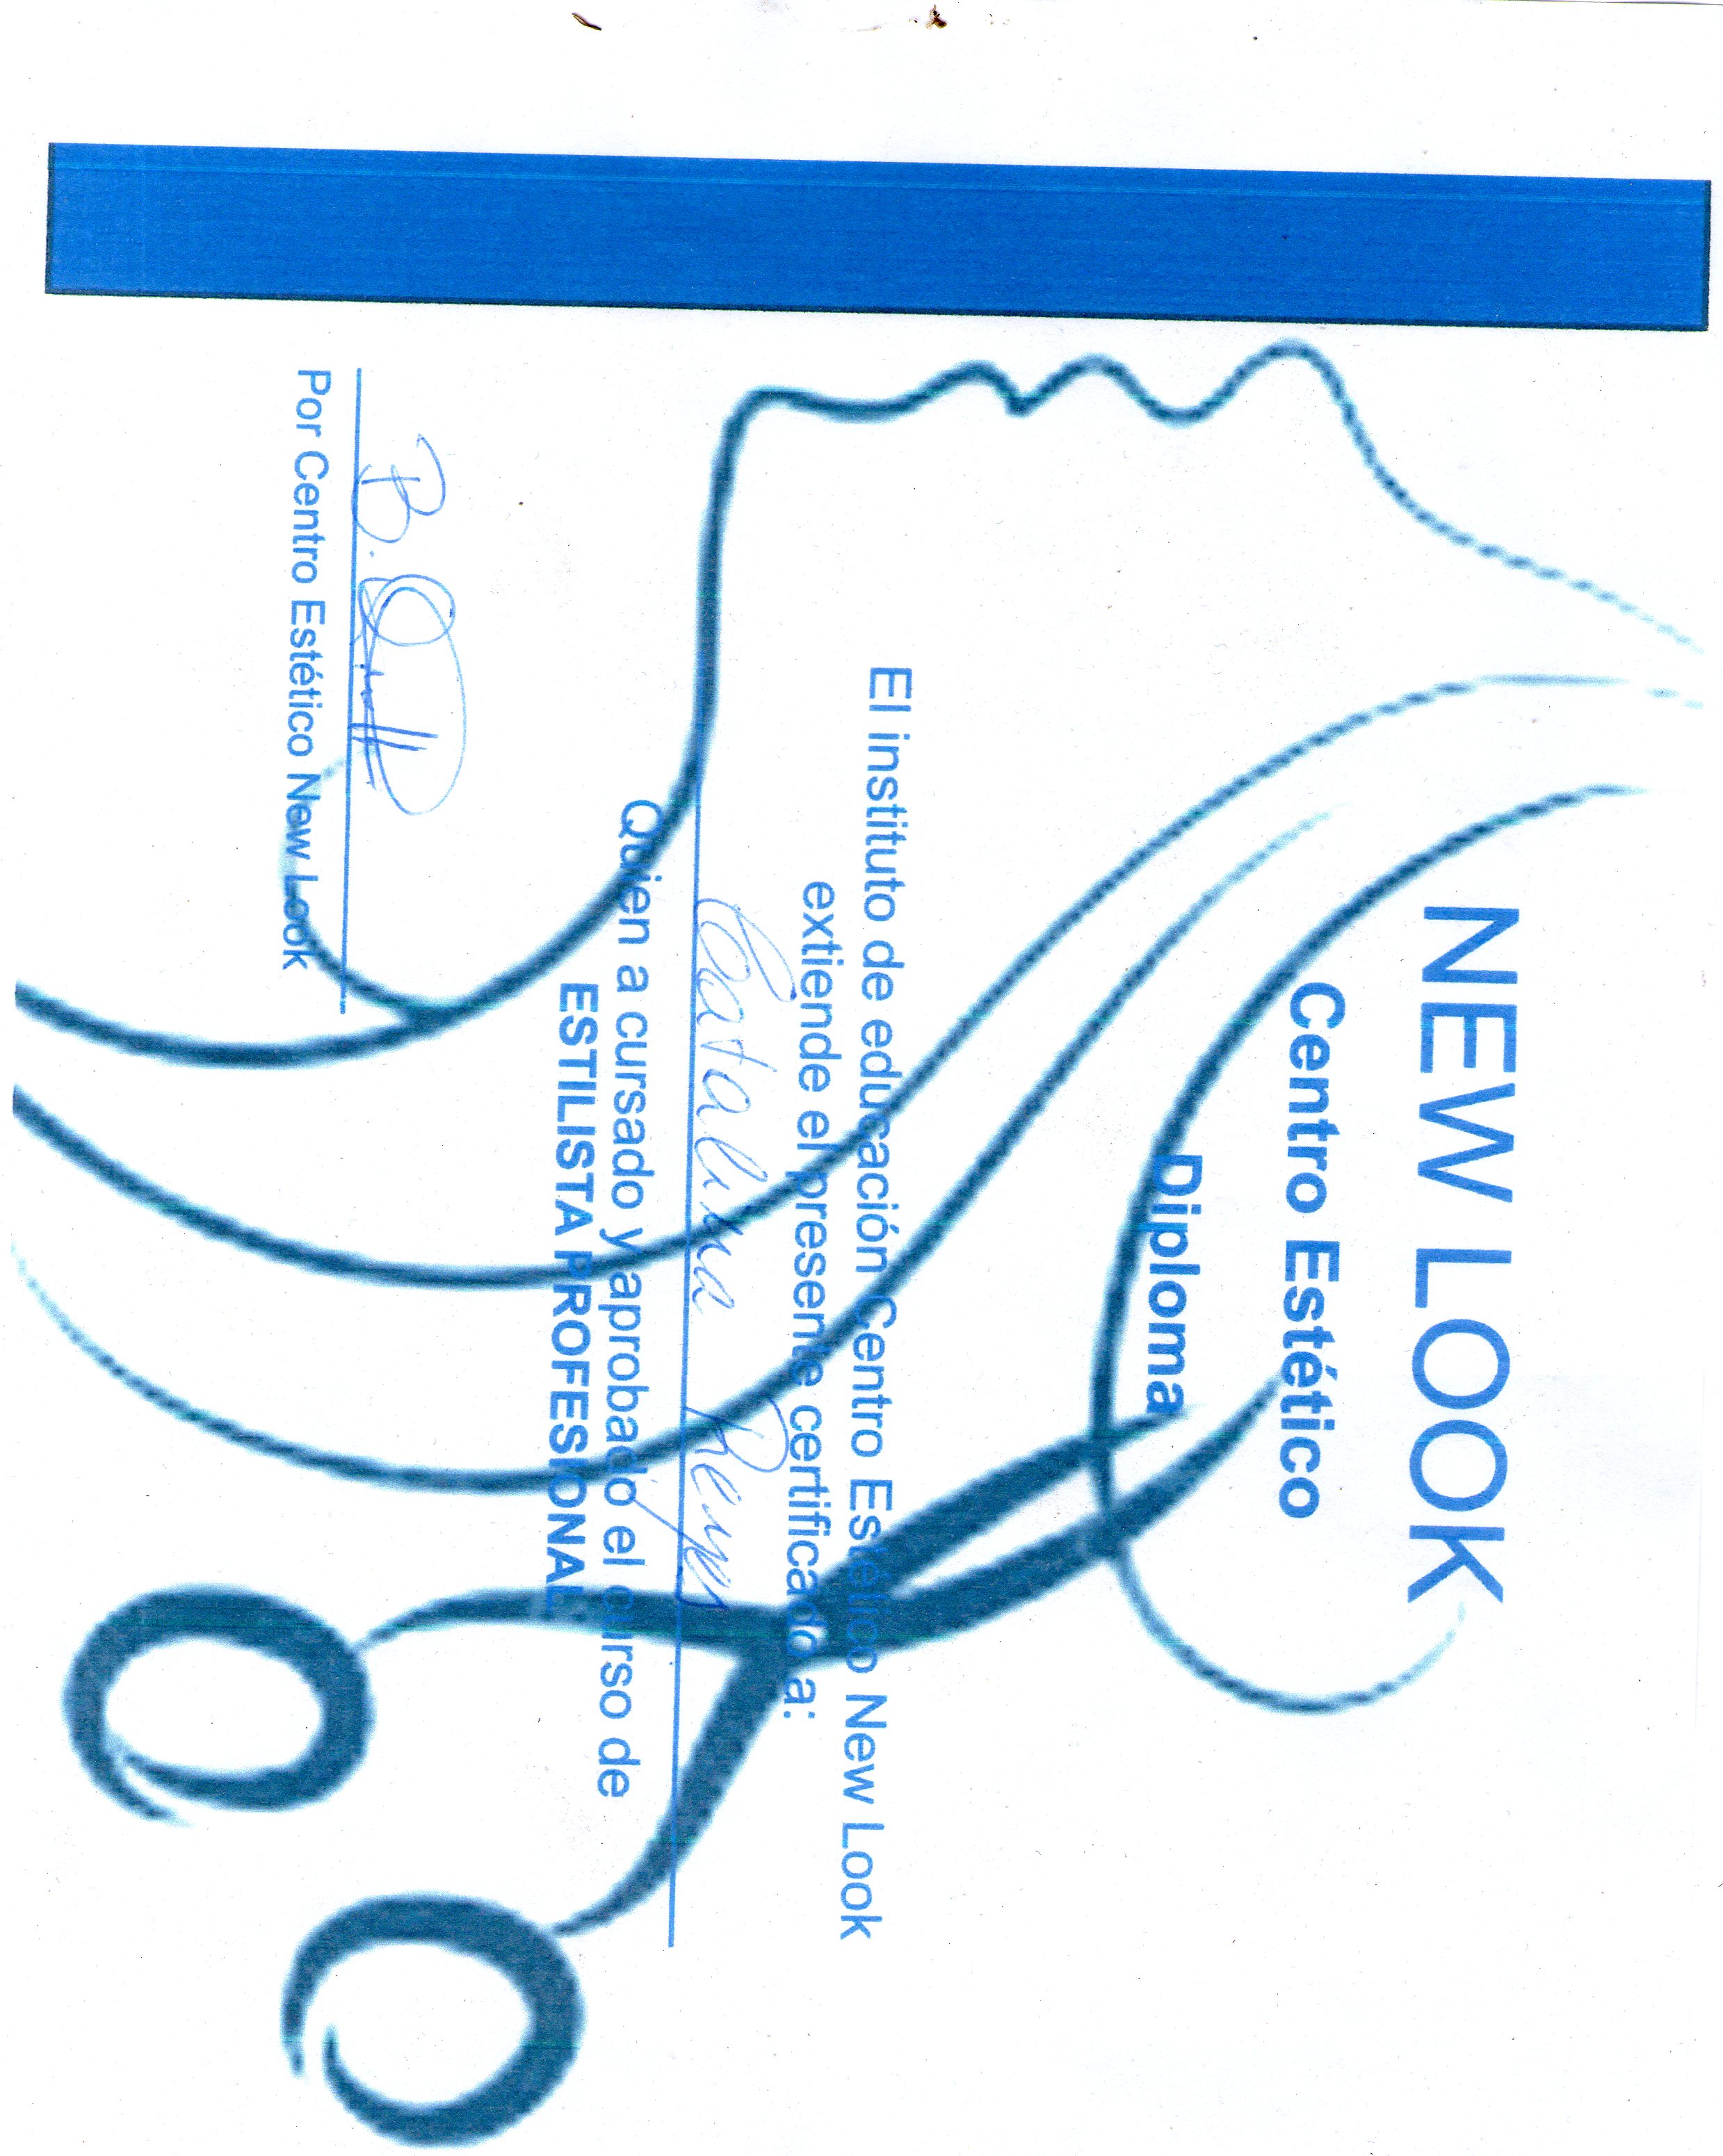 NEW LOOK
Centro Estético
Diploma
El instituto de educación Centro Estético New Look
extiende el presente certificado a:
Catalina Reyes
Quien a cursado y aprobado el curso de
ESTILISTA PROFESIONAL
B.
Por Centro Estético New Look